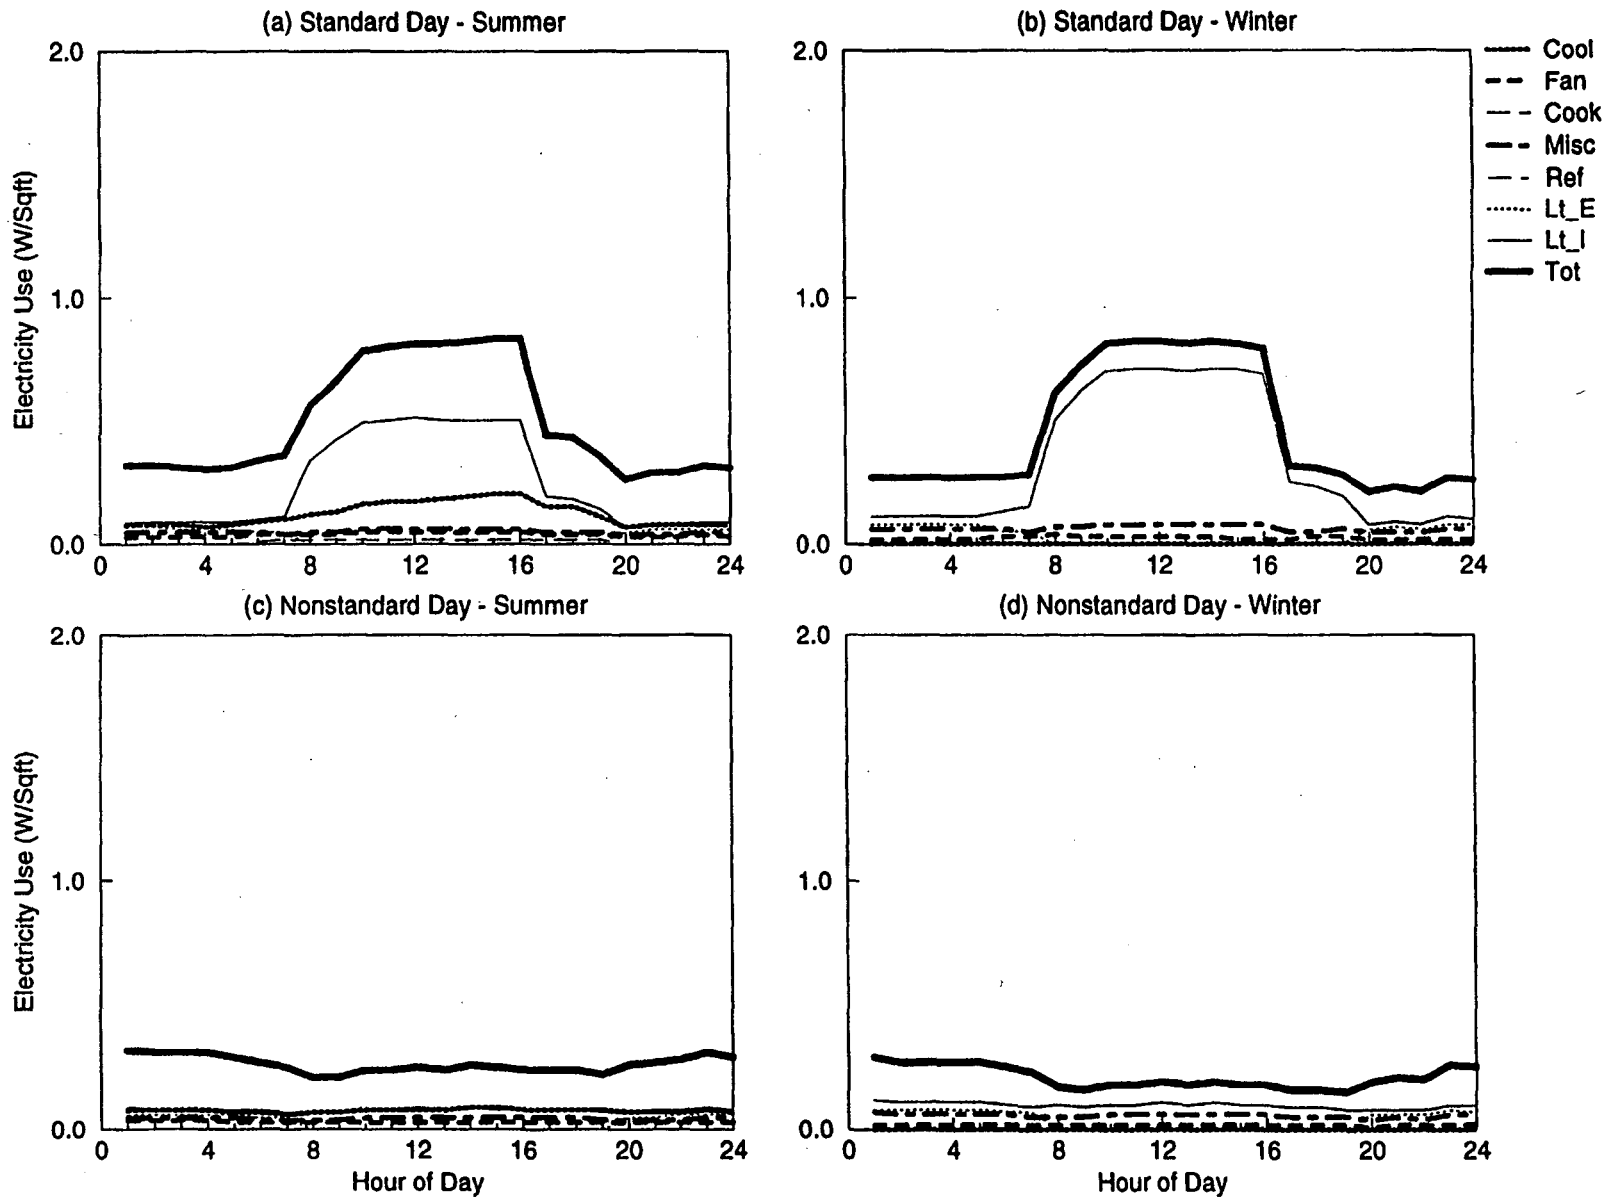 (a) Standard Day - Summer
(b) Standard Day - Winter
2.0
1.0
0.0
Electricity Use (W/Sqft)
0 4 8 12 16 20 24
2.0
1.0
0.0
0 4 8 12 16 20 24
Cool
Fan
Cook
Misc
Ref
Lt_E
Lt_I
Tot
(c) Nonstandard Day - Summer
(d) Nonstandard Day - Winter
2.0
1.0
0.0
Electricity Use (W/Sqft)
0 4 8 12 16 20 24
Hour of Day
2.0
1.0
0.0
0 4 8 12 16 20 24
Hour of Day